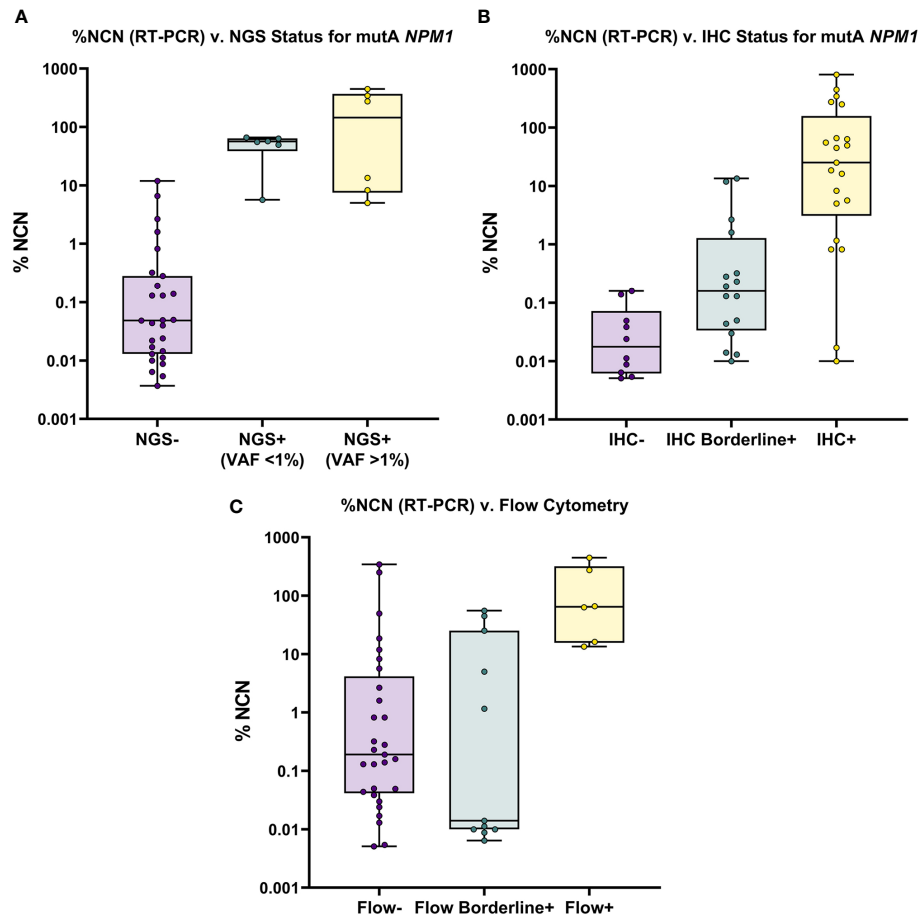 A
%NCN (RT-PCR) v. NGS Status for mutA NPM1
% NCN
1000
100
10
1
0.1
0.01
0.001
NGS-
NGS+
(VAF <1%)
NGS+
(VAF >1%)
B
%NCN (RT-PCR) v. IHC Status for mutA NPM1
% NCN
1000
100
10
1
0.1
0.01
0.001
IHC-
IHC Borderline+
IHC+
C
%NCN (RT-PCR) v. Flow Cytometry
% NCN
1000
100
10
1
0.1
0.01
0.001
Flow-
Flow Borderline+
Flow+